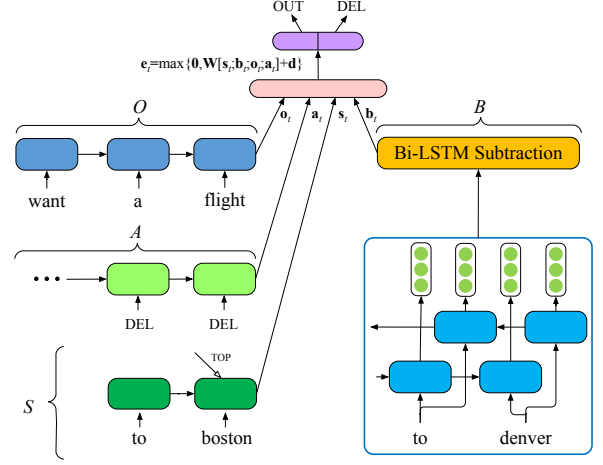 OUT DEL
e_t=max{0,W[s_t;b_t;o_t;a_t]+d}
o_t a_t s_t b_t
O
B
Bi-LSTM Subtraction
want a flight
A
...
DEL DEL
TOP
S
to boston
to denver